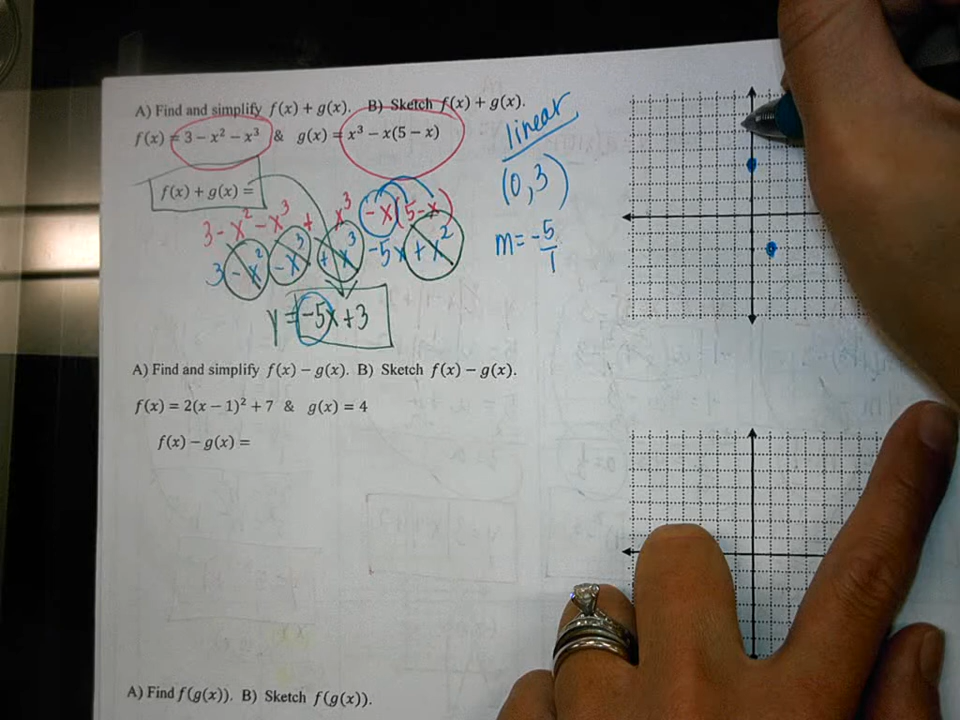 A) Find and simplify f(x) + g(x). B) Sketch f(x) + g(x).
f(x) = 3 − x² − x³ & g(x) = x³ − x(5 − x)
linear
f(x) + g(x) =
(0,3)
3 - x² - x³ + x³ - x(5 - x)
3 - x² - x³ + x³ - 5x + x²
m = -5/1
y = -5x + 3
A) Find and simplify f(x) − g(x). B) Sketch f(x) − g(x).
f(x) = 2(x − 1)² + 7 & g(x) = 4
f(x) − g(x) =
A) Find f(g(x)). B) Sketch f(g(x)).